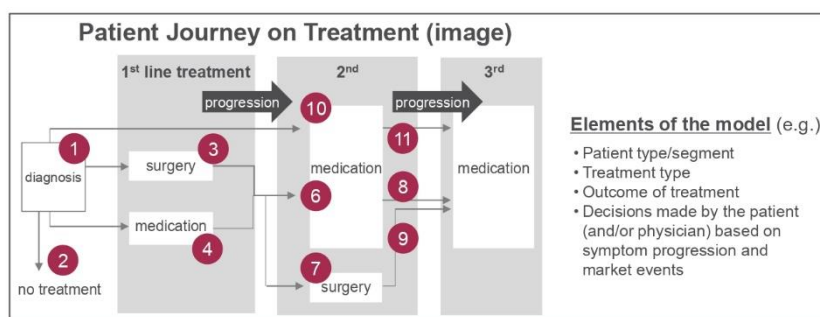 Patient Journey on Treatment (image)
1st line treatment
2nd
3rd
progression
progression
10
1
3
11
diagnosis
surgery
medication
medication
6
8
medication
4
9
2
7
no treatment
surgery
Elements of the model (e.g.)
• Patient type/segment
• Treatment type
• Outcome of treatment
• Decisions made by the patient
(and/or physician) based on
symptom progression and
market events